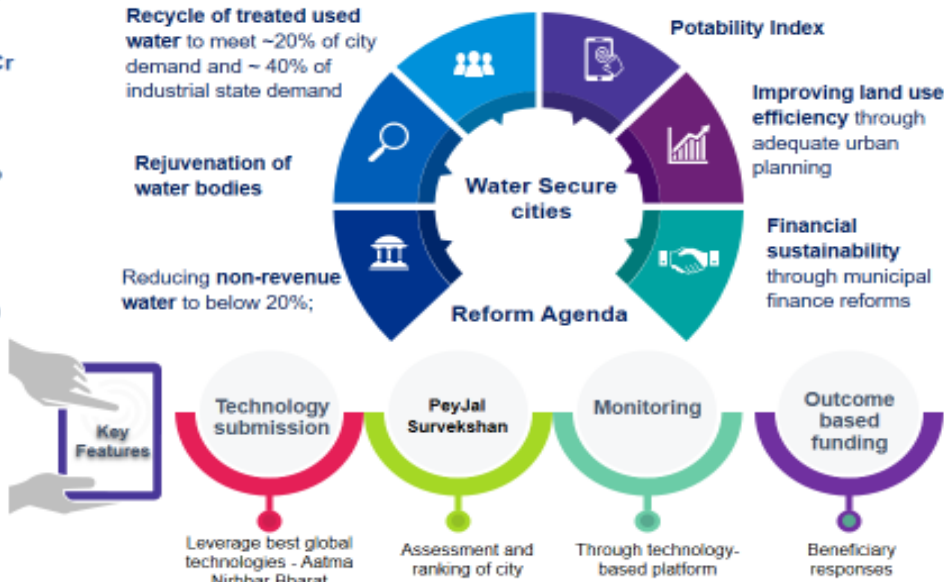 Cr
Recycle of treated used
water to meet ~20% of city
demand and ~ 40% of
industrial state demand
Rejuvenation of
water bodies
Reducing non-revenue
water to below 20%;
Potability Index
Improving land use
efficiency through
adequate urban
planning
Financial
sustainability
through municipal
finance reforms
Water Secure
cities
Reform Agenda
Key
Features
Technology
submission
PeyJal
Survekshan
Monitoring
Outcome
based
funding
Leverage best global
technologies - Aatma
Nirbhar Bharat
Assessment and
ranking of city
Through technology-
based platform
Beneficiary
responses